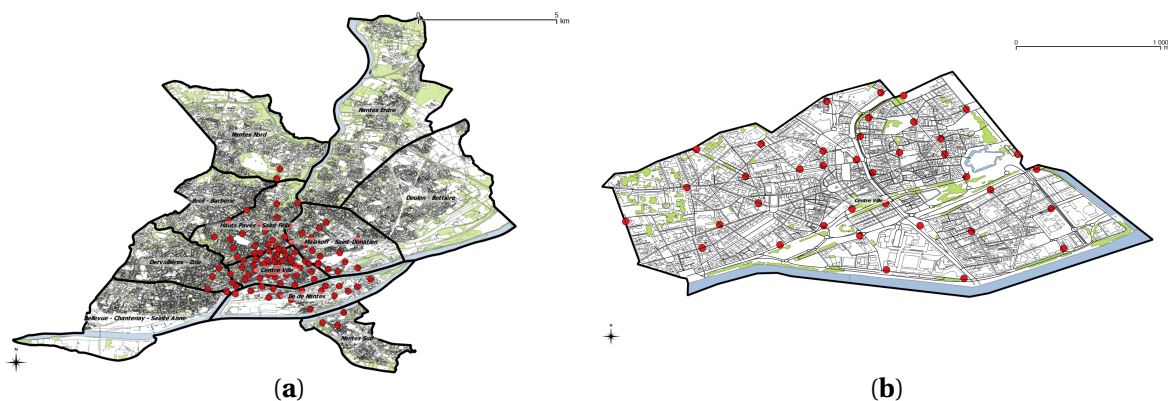 0 5
km
Nantes Erdre
Nantes Nord
Doulon - Bottière
Breil - Barberie
Hauts Pavés - Saint Félix
Malakoff - Saint-Donatien
Dervallières - Zola
Centre Ville
Ile de Nantes
Bellevue - Chantenay - Sainte Anne
Nantes Sud
N
(a)
0 1 000
m
Centre Ville
N
(b)